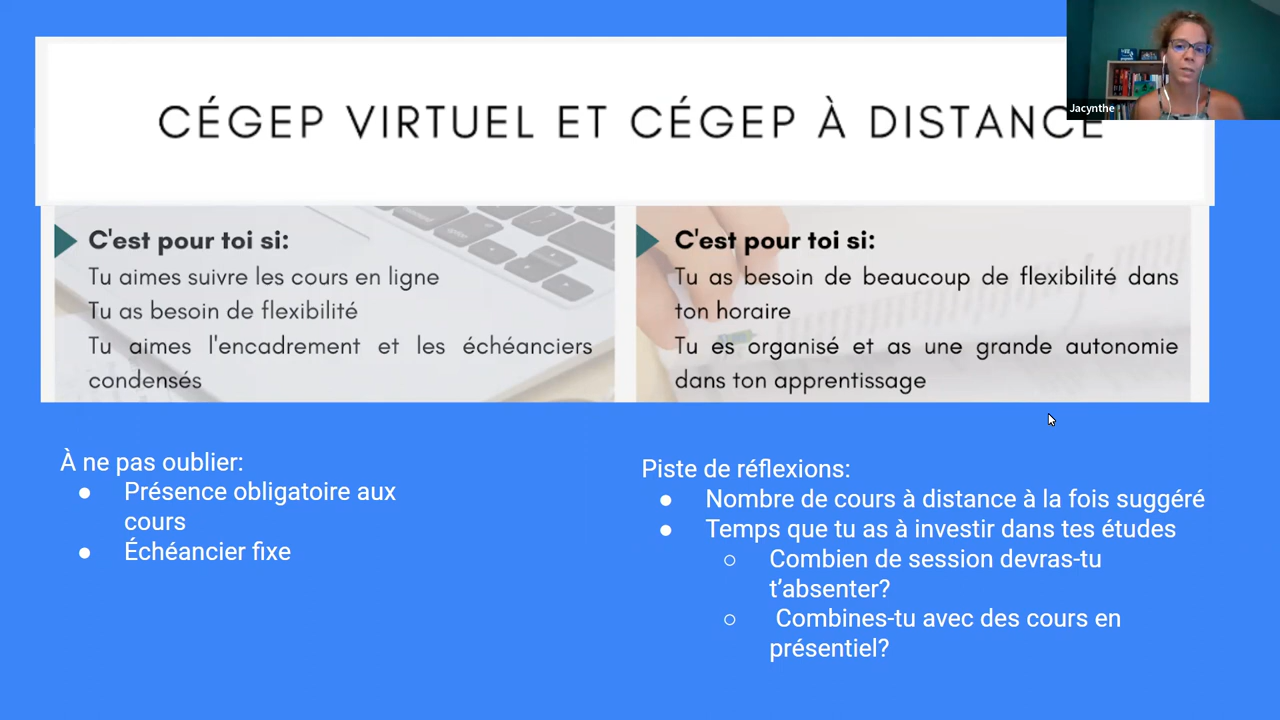 CÉGEP VIRTUEL ET CÉGEP À DISTANCE
Jacynthe
C'est pour toi si:
Tu aimes suivre les cours en ligne
Tu as besoin de flexibilité
Tu aimes l'encadrement et les échéanciers
condensés
C'est pour toi si:
Tu as besoin de beaucoup de flexibilité dans
ton horaire
Tu es organisé et as une grande autonomie
dans ton apprentissage
À ne pas oublier:
● Présence obligatoire aux
cours
● Échéancier fixe
Piste de réflexions:
● Nombre de cours à distance à la fois suggéré
● Temps que tu as à investir dans tes études
○ Combien de session devras-tu
t’absenter?
○ Combines-tu avec des cours en
présentiel?